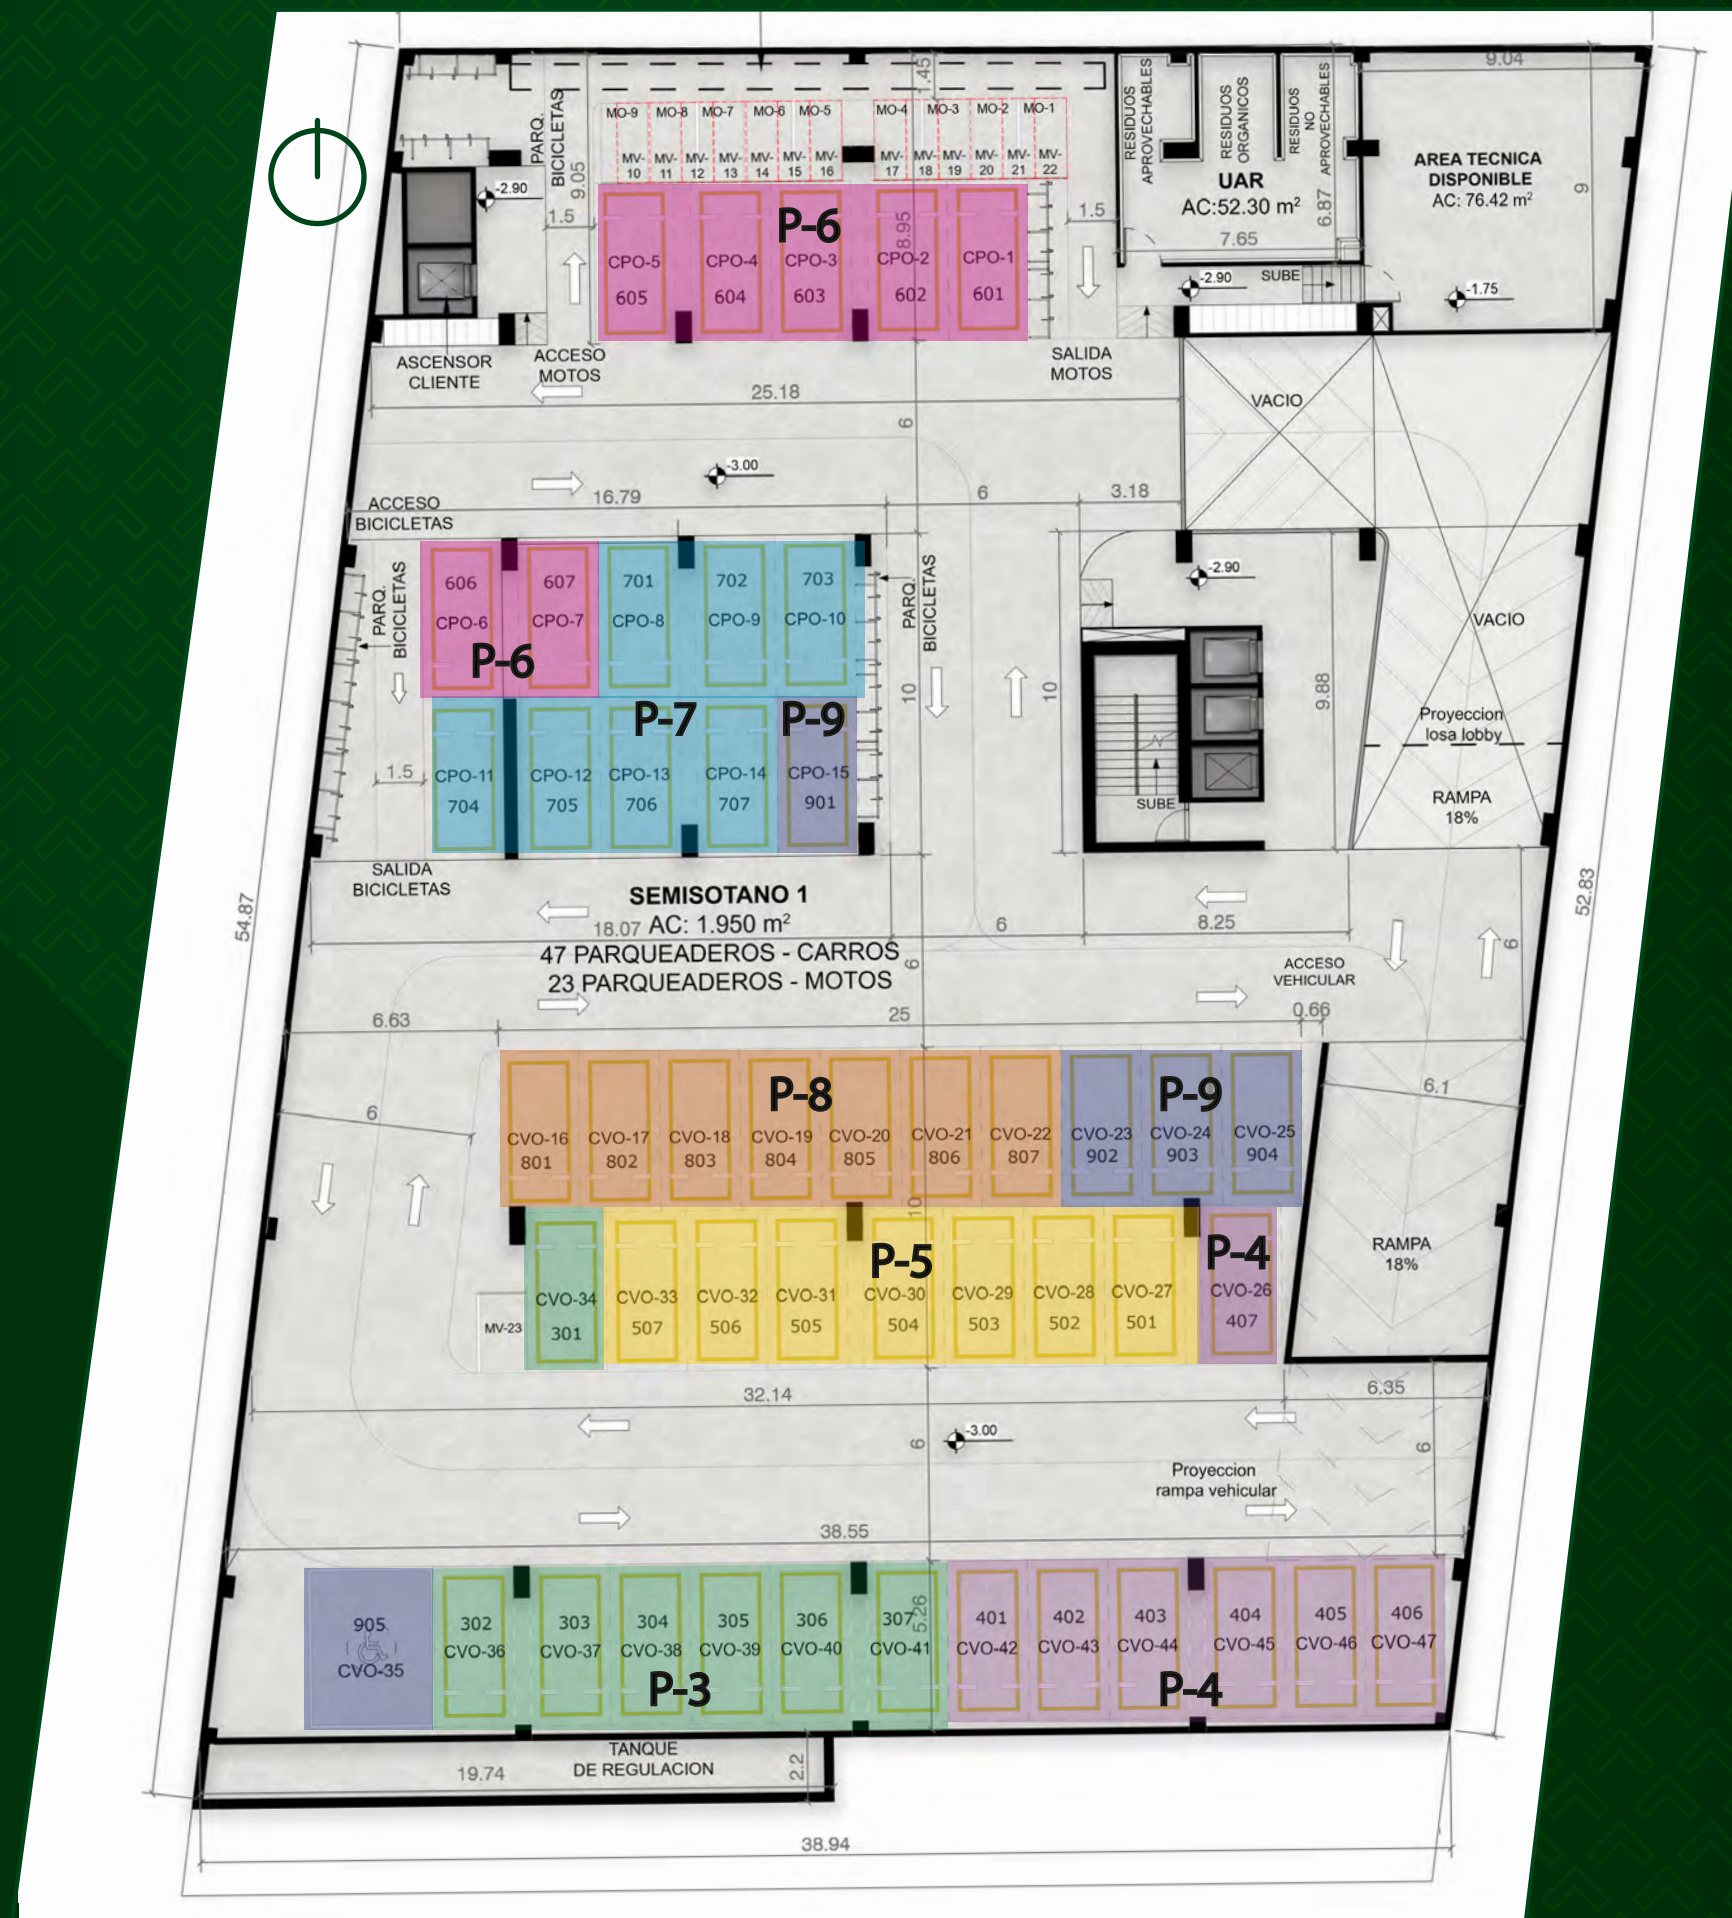 9.04
1.45
PARQ.
BICICLETAS
9.05
MO-9 MO-8 MO-7 MO-6 MO-5 MO-4 MO-3 MO-2 MO-1
MV-10 MV-11 MV-12 MV-13 MV-14 MV-15 MV-16 MV-17 MV-18 MV-19 MV-20 MV-21 MV-22
RESIDUOS
APROVECHABLES
RESIDUOS
ORGANICOS
RESIDUOS
NO
APROVECHABLES
UAR
AC:52.30 m²
6.87
7.65
AREA TECNICA
DISPONIBLE
AC: 76.42 m²
9
-2.90
1.5
P-6
8.95
1.5
CPO-5 CPO-4 CPO-3 CPO-2 CPO-1
605 604 603 602 601
-2.90
SUBE
-1.75
ASCENSOR
CLIENTE
ACCESO
MOTOS
SALIDA
MOTOS
25.18
6
VACIO
-3.00
16.79
6
3.18
ACCESO
BICICLETAS
PARQ.
BICICLETAS
606 607 701 702 703
CPO-6 CPO-7 CPO-8 CPO-9 CPO-10
P-6
PARQ.
BICICLETAS
-2.90
VACIO
P-7
P-9
10
10
9.88
Proyeccion
losa lobby
1.5
CPO-11 CPO-12 CPO-13 CPO-14 CPO-15
704 705 706 707 901
SUBE
RAMPA
18%
SALIDA
BICICLETAS
SEMISOTANO 1
18.07 AC: 1.950 m²
47 PARQUEADEROS - CARROS
23 PARQUEADEROS - MOTOS
6
6
8.25
54.87
52.83
6
ACCESO
VEHICULAR
6.63
25
0.66
P-8
P-9
6.1
6
CVO-16 CVO-17 CVO-18 CVO-19 CVO-20 CVO-21 CVO-22 CVO-23 CVO-24 CVO-25
801 802 803 804 805 806 807 902 903 904
10
P-5
P-4
RAMPA
18%
MV-23
CVO-34 CVO-33 CVO-32 CVO-31 CVO-30 CVO-29 CVO-28 CVO-27 CVO-26
301 507 506 505 504 503 502 501 407
32.14
6.35
6
-3.00
6
Proyeccion
rampa vehicular
38.55
905 302 303 304 305 306 307 401 402 403 404 405 406
5.26
CVO-35 CVO-36 CVO-37 CVO-38 CVO-39 CVO-40 CVO-41 CVO-42 CVO-43 CVO-44 CVO-45 CVO-46 CVO-47
P-3
P-4
TANQUE
DE REGULACION
19.74
2.2
38.94